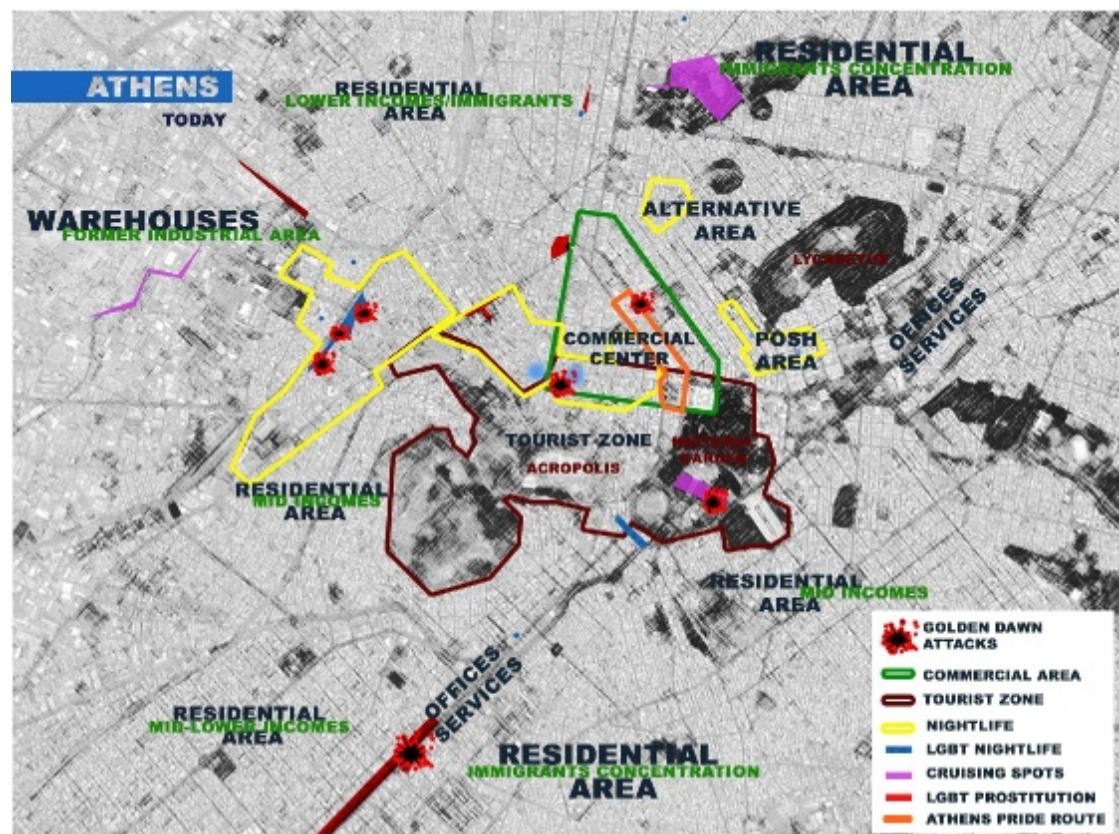 ATHENS
TODAY
RESIDENTIAL
LOWER INCOMES/IMMIGRANTS
AREA
RESIDENTIAL
IMMIGRANTS CONCENTRATION
AREA
WAREHOUSES
FORMER INDUSTRIAL AREA
ALTERNATIVE
AREA
LYCABETUS
OFFICES
SERVICES
COMMERCIAL
CENTER
POSH
AREA
TOURIST ZONE
ACROPOLIS
NATIONAL
GARDEN
RESIDENTIAL
MID INCOMES
AREA
RESIDENTIAL
MID INCOMES
AREA
OFFICES
SERVICES
RESIDENTIAL
MID-LOWER INCOMES
AREA
RESIDENTIAL
IMMIGRANTS CONCENTRATION
AREA
GOLDEN DAWN
ATTACKS
COMMERCIAL AREA
TOURIST ZONE
NIGHTLIFE
LGBT NIGHTLIFE
CRUISING SPOTS
LGBT PROSTITUTION
ATHENS PRIDE ROUTE